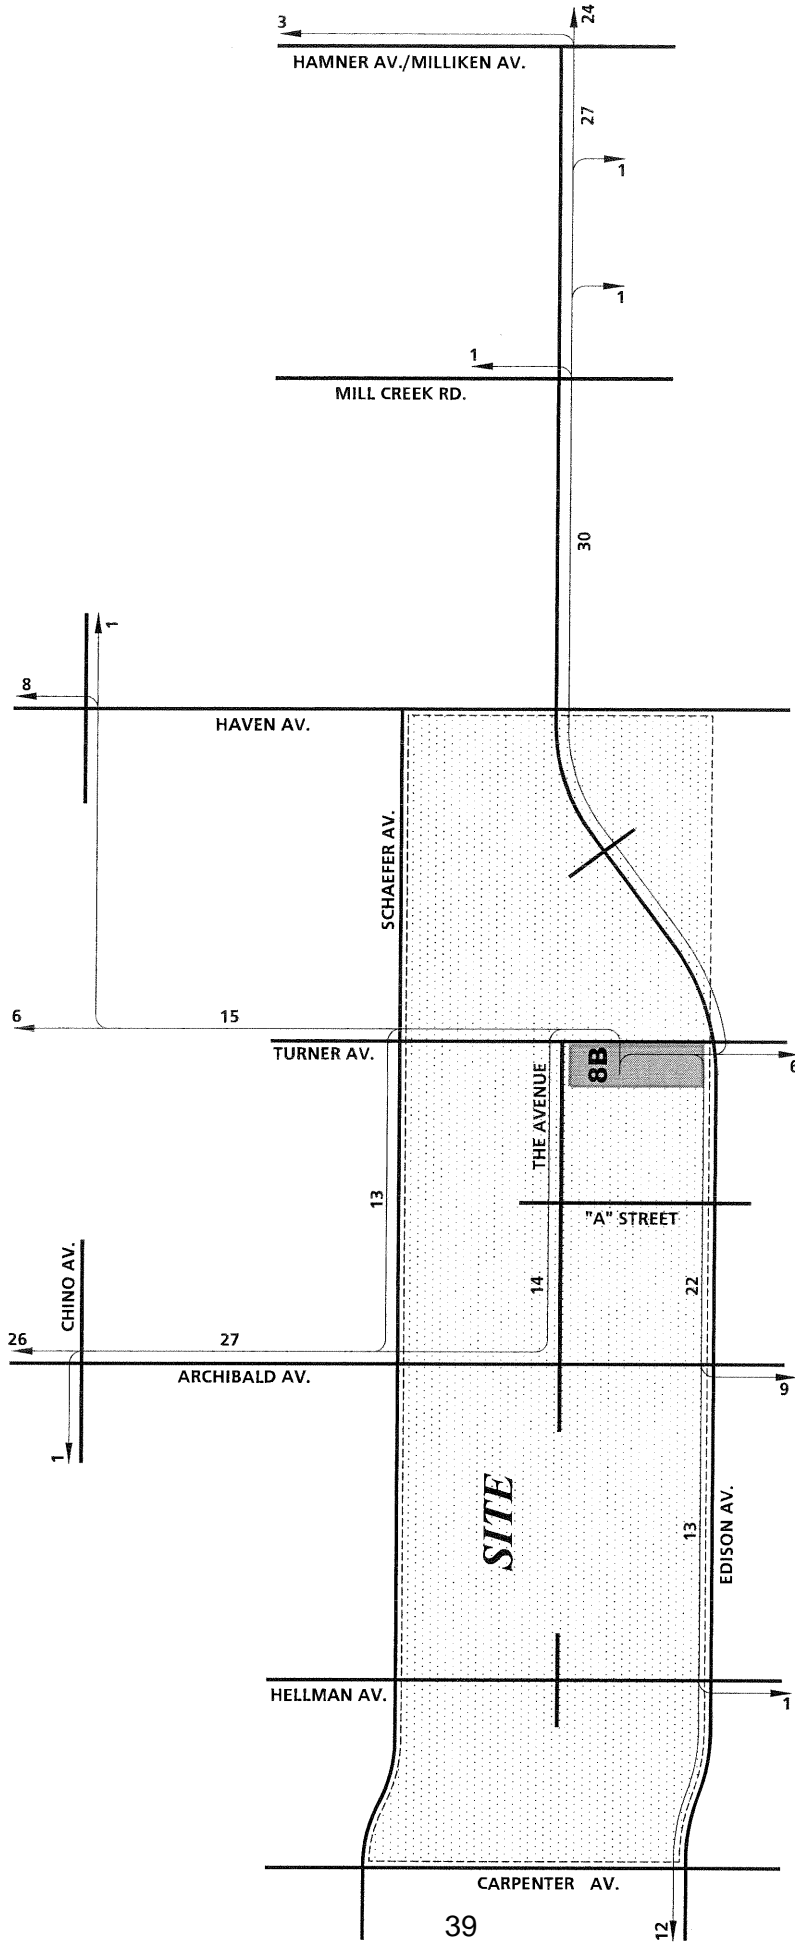 3
24
HAMNER AV./MILLIKEN AV.
27
1
1
1
MILL CREEK RD.
30
1
8
HAVEN AV.
SCHAEFER AV.
6
15
TURNER AV.
8B
6
THE AVENUE
13
"A" STREET
14
22
CHINO AV.
26
27
ARCHIBALD AV.
9
1
SITE
13
EDISON AV.
HELLMAN AV.
1
CARPENTER AV.
39
12